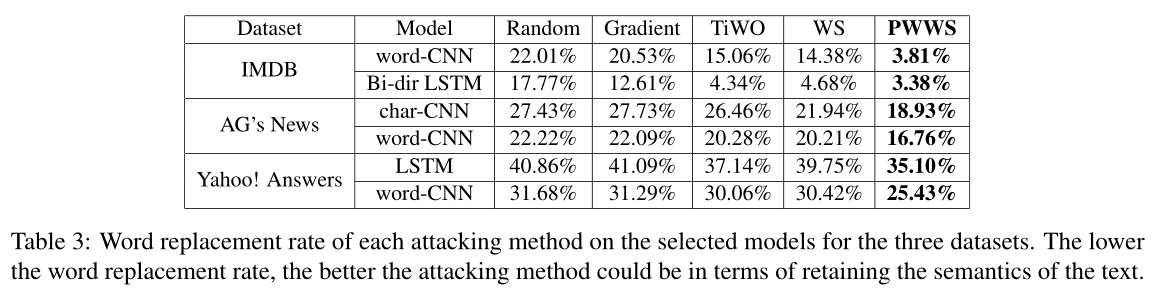 Dataset Model Random Gradient TiWO WS PWWS
IMDB word-CNN 22.01% 20.53% 15.06% 14.38% 3.81%
Bi-dir LSTM 17.77% 12.61% 4.34% 4.68% 3.38%
AG's News char-CNN 27.43% 27.73% 26.46% 21.94% 18.93%
word-CNN 22.22% 22.09% 20.28% 20.21% 16.76%
Yahoo! Answers LSTM 40.86% 41.09% 37.14% 39.75% 35.10%
word-CNN 31.68% 31.29% 30.06% 30.42% 25.43%
Table 3: Word replacement rate of each attacking method on the selected models for the three datasets. The lower
the word replacement rate, the better the attacking method could be in terms of retaining the semantics of the text.